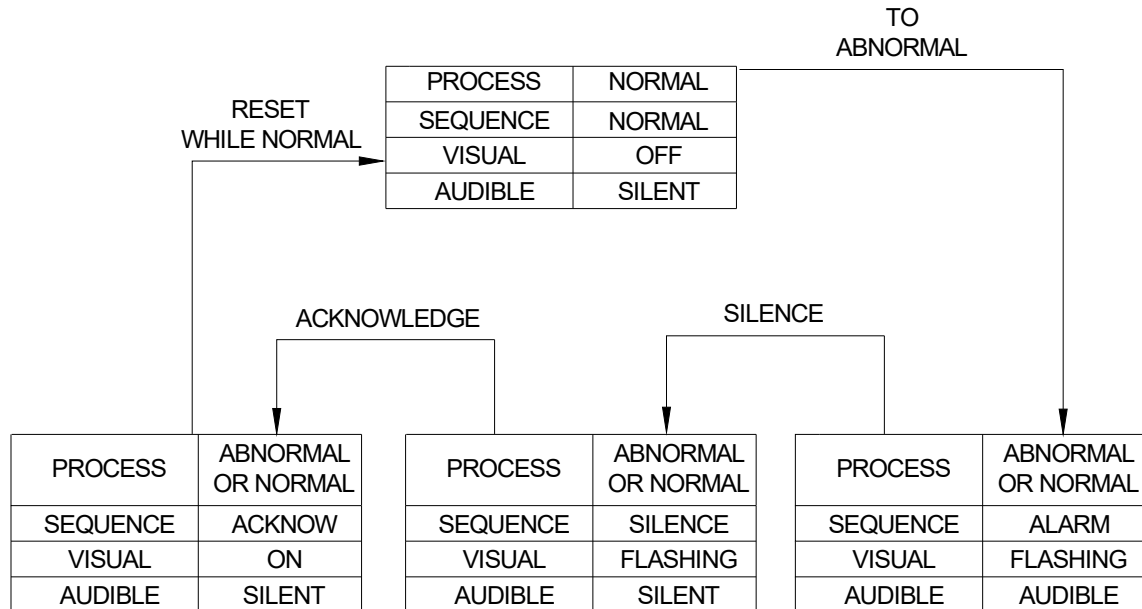 TO
ABNORMAL
PROCESS NORMAL
SEQUENCE NORMAL
VISUAL OFF
AUDIBLE SILENT
RESET
WHILE NORMAL
ACKNOWLEDGE
SILENCE
PROCESS ABNORMAL
OR NORMAL
SEQUENCE ACKNOW
VISUAL ON
AUDIBLE SILENT
PROCESS ABNORMAL
OR NORMAL
SEQUENCE SILENCE
VISUAL FLASHING
AUDIBLE SILENT
PROCESS ABNORMAL
OR NORMAL
SEQUENCE ALARM
VISUAL FLASHING
AUDIBLE AUDIBLE